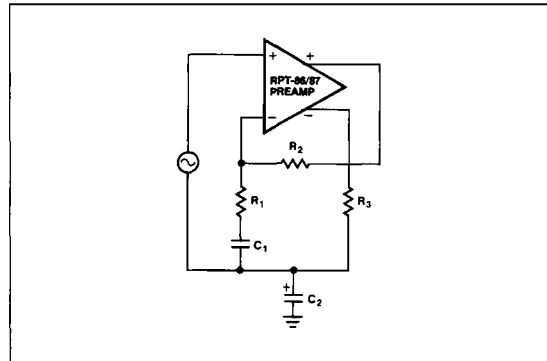 + +
RPT-86/87
PREAMP
− −
R2
R1
R3
C1
+
C2